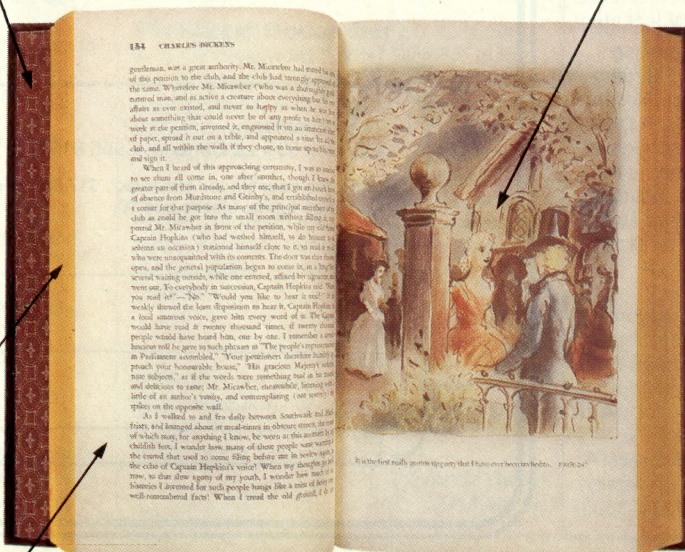 154 CHARLES DICKENS
gentleman, was a great authority. Mr. Micawber had stated his
of this petition to the club, and the club had strongly approved of
the same. Wherefore Mr. Micawber (who was a thoroughly good-
natured man, and as active a creature about everything but his own
affairs as ever existed, and never so happy as when he was busy
about something that could never be of any profit to him) set to
work at the petition, invented it, engrossed it on an immense sheet
of paper, spread it out on a table, and appointed a time for all the
club, and all within the walls if they chose, to come up to his room
and sign it.
When I heard of this approaching ceremony, I was so anxious
to see them all come in, one after another, though I knew the
greater part of them already, and they me, that I got an hour's leave
of absence from Murdstone and Grinby's, and established myself in
a corner for that purpose. As many of the principal members of the
club as could be got into the small room without filling it,
ported Mr. Micawber in front of the petition, while my old friend
Captain Hopkins (who had washed himself, to do honour to so
solemn an occasion) stationed himself close to it, to read it to all
who were unacquainted with its contents. The door was then thrown
open, and the general population began to come in, in a long file:
several waiting outside, while one entered, affixed his signature, and
went out. To everybody in succession, Captain Hopkins said: "Have
you read it?"—"No." "Would you like to hear it read?" If he
weakly showed the least disposition to hear it, Captain Hopkins, in
a loud sonorous voice, gave him every word of it. The Captain
would have read it twenty thousand times, if twenty thousand
people would have heard him, one by one. I remember a certain
luscious roll he gave to such phrases as "The people's representatives
in Parliament assembled," "Your petitioners therefore humbly ap-
proach your honourable house," "His gracious Majesty's unfortu-
nate subjects," as if the words were something real in his mouth,
and delicious to taste; Mr. Micawber, meanwhile, listening with a
little of an author's vanity, and contemplating (not severely) the
spikes on the opposite wall.
As I walked to and fro daily between Southwark and Black-
friars, and lounged about at meal-times in obscure streets, the stones
of which may, for anything I know, be worn at this moment by my
childish feet, I wonder how many of these people were wanting in
the crowd that used to come filing before me in review again, to
the echo of Captain Hopkins's voice! When my thoughts go back
now, to that slow agony of my youth, I wonder how much of the
histories I invented for such people hangs like a mist of fancy over
well-remembered facts! When I tread the old ground, I do not
It is the first really grown-up party that I have ever been invited to. PAGE 247